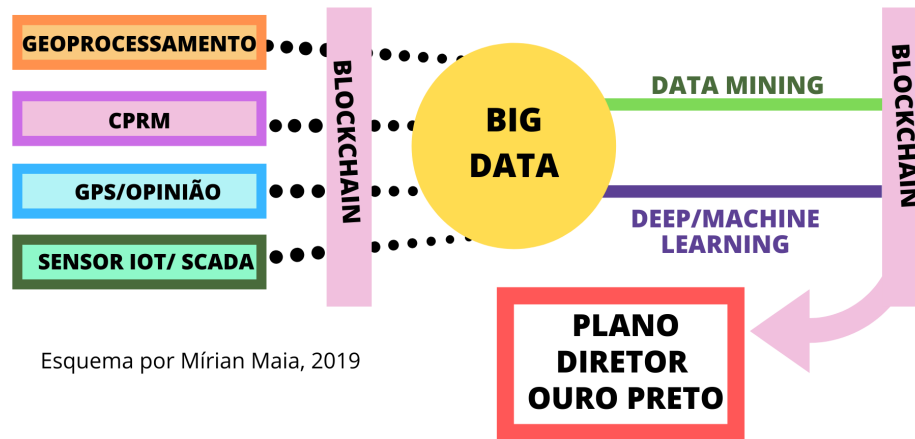 GEOPROCESSAMENTO
CPRM
GPS/OPINIÃO
SENSOR IOT/ SCADA
BLOCKCHAIN
BIG
DATA
DATA MINING
DEEP/MACHINE
LEARNING
BLOCKCHAIN
PLANO
DIRETOR
OURO PRETO
Esquema por Mírian Maia, 2019